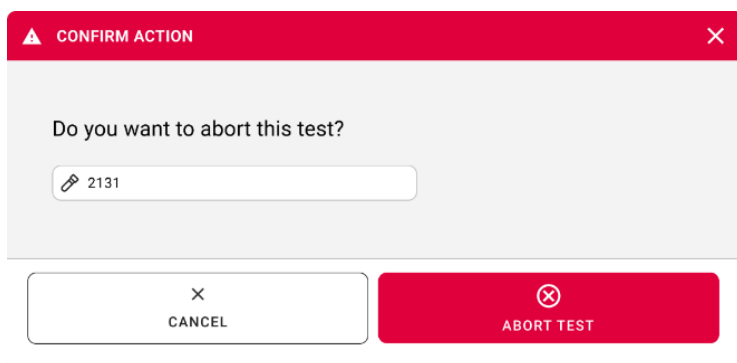 CONFIRM ACTION
Do you want to abort this test?
2131
CANCEL
ABORT TEST